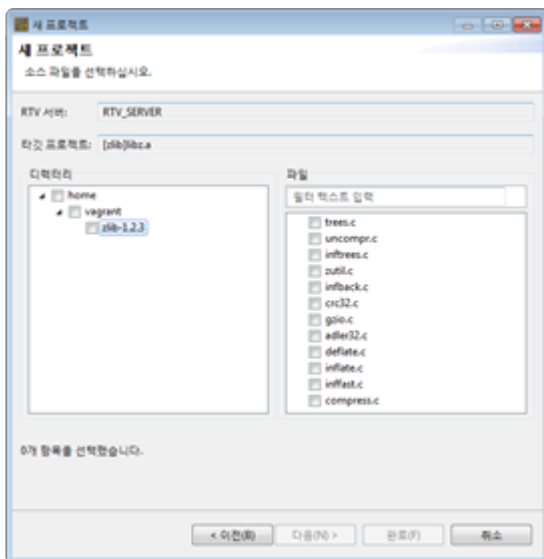 새 프로젝트
새 프로젝트
소스 파일을 선택하십시오.
RTV 서버: RTV_SERVER
타깃 프로젝트: [zlib]libz.a
디렉터리
home
vagrant
zlib-1.2.3
파일
필터 텍스트 입력
trees.c
uncompr.c
inftrees.c
zutil.c
infback.c
crc32.c
gzio.c
adler32.c
deflate.c
inflate.c
inffast.c
compress.c
0개 항목을 선택했습니다.
< 이전(B) 다음(N) > 완료(F) 취소